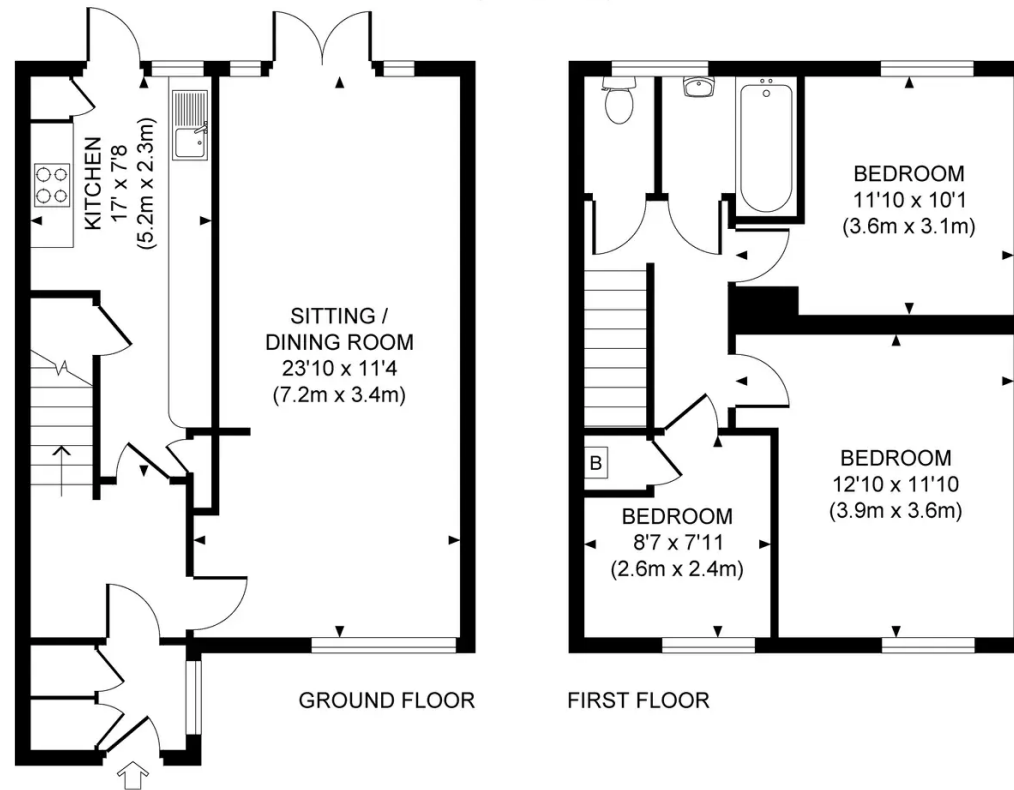 KITCHEN
17' x 7'8
(5.2m x 2.3m)
SITTING /
DINING ROOM
23'10 x 11'4
(7.2m x 3.4m)
GROUND FLOOR
BEDROOM
11'10 x 10'1
(3.6m x 3.1m)
BEDROOM
12'10 x 11'10
(3.9m x 3.6m)
B
BEDROOM
8'7 x 7'11
(2.6m x 2.4m)
FIRST FLOOR